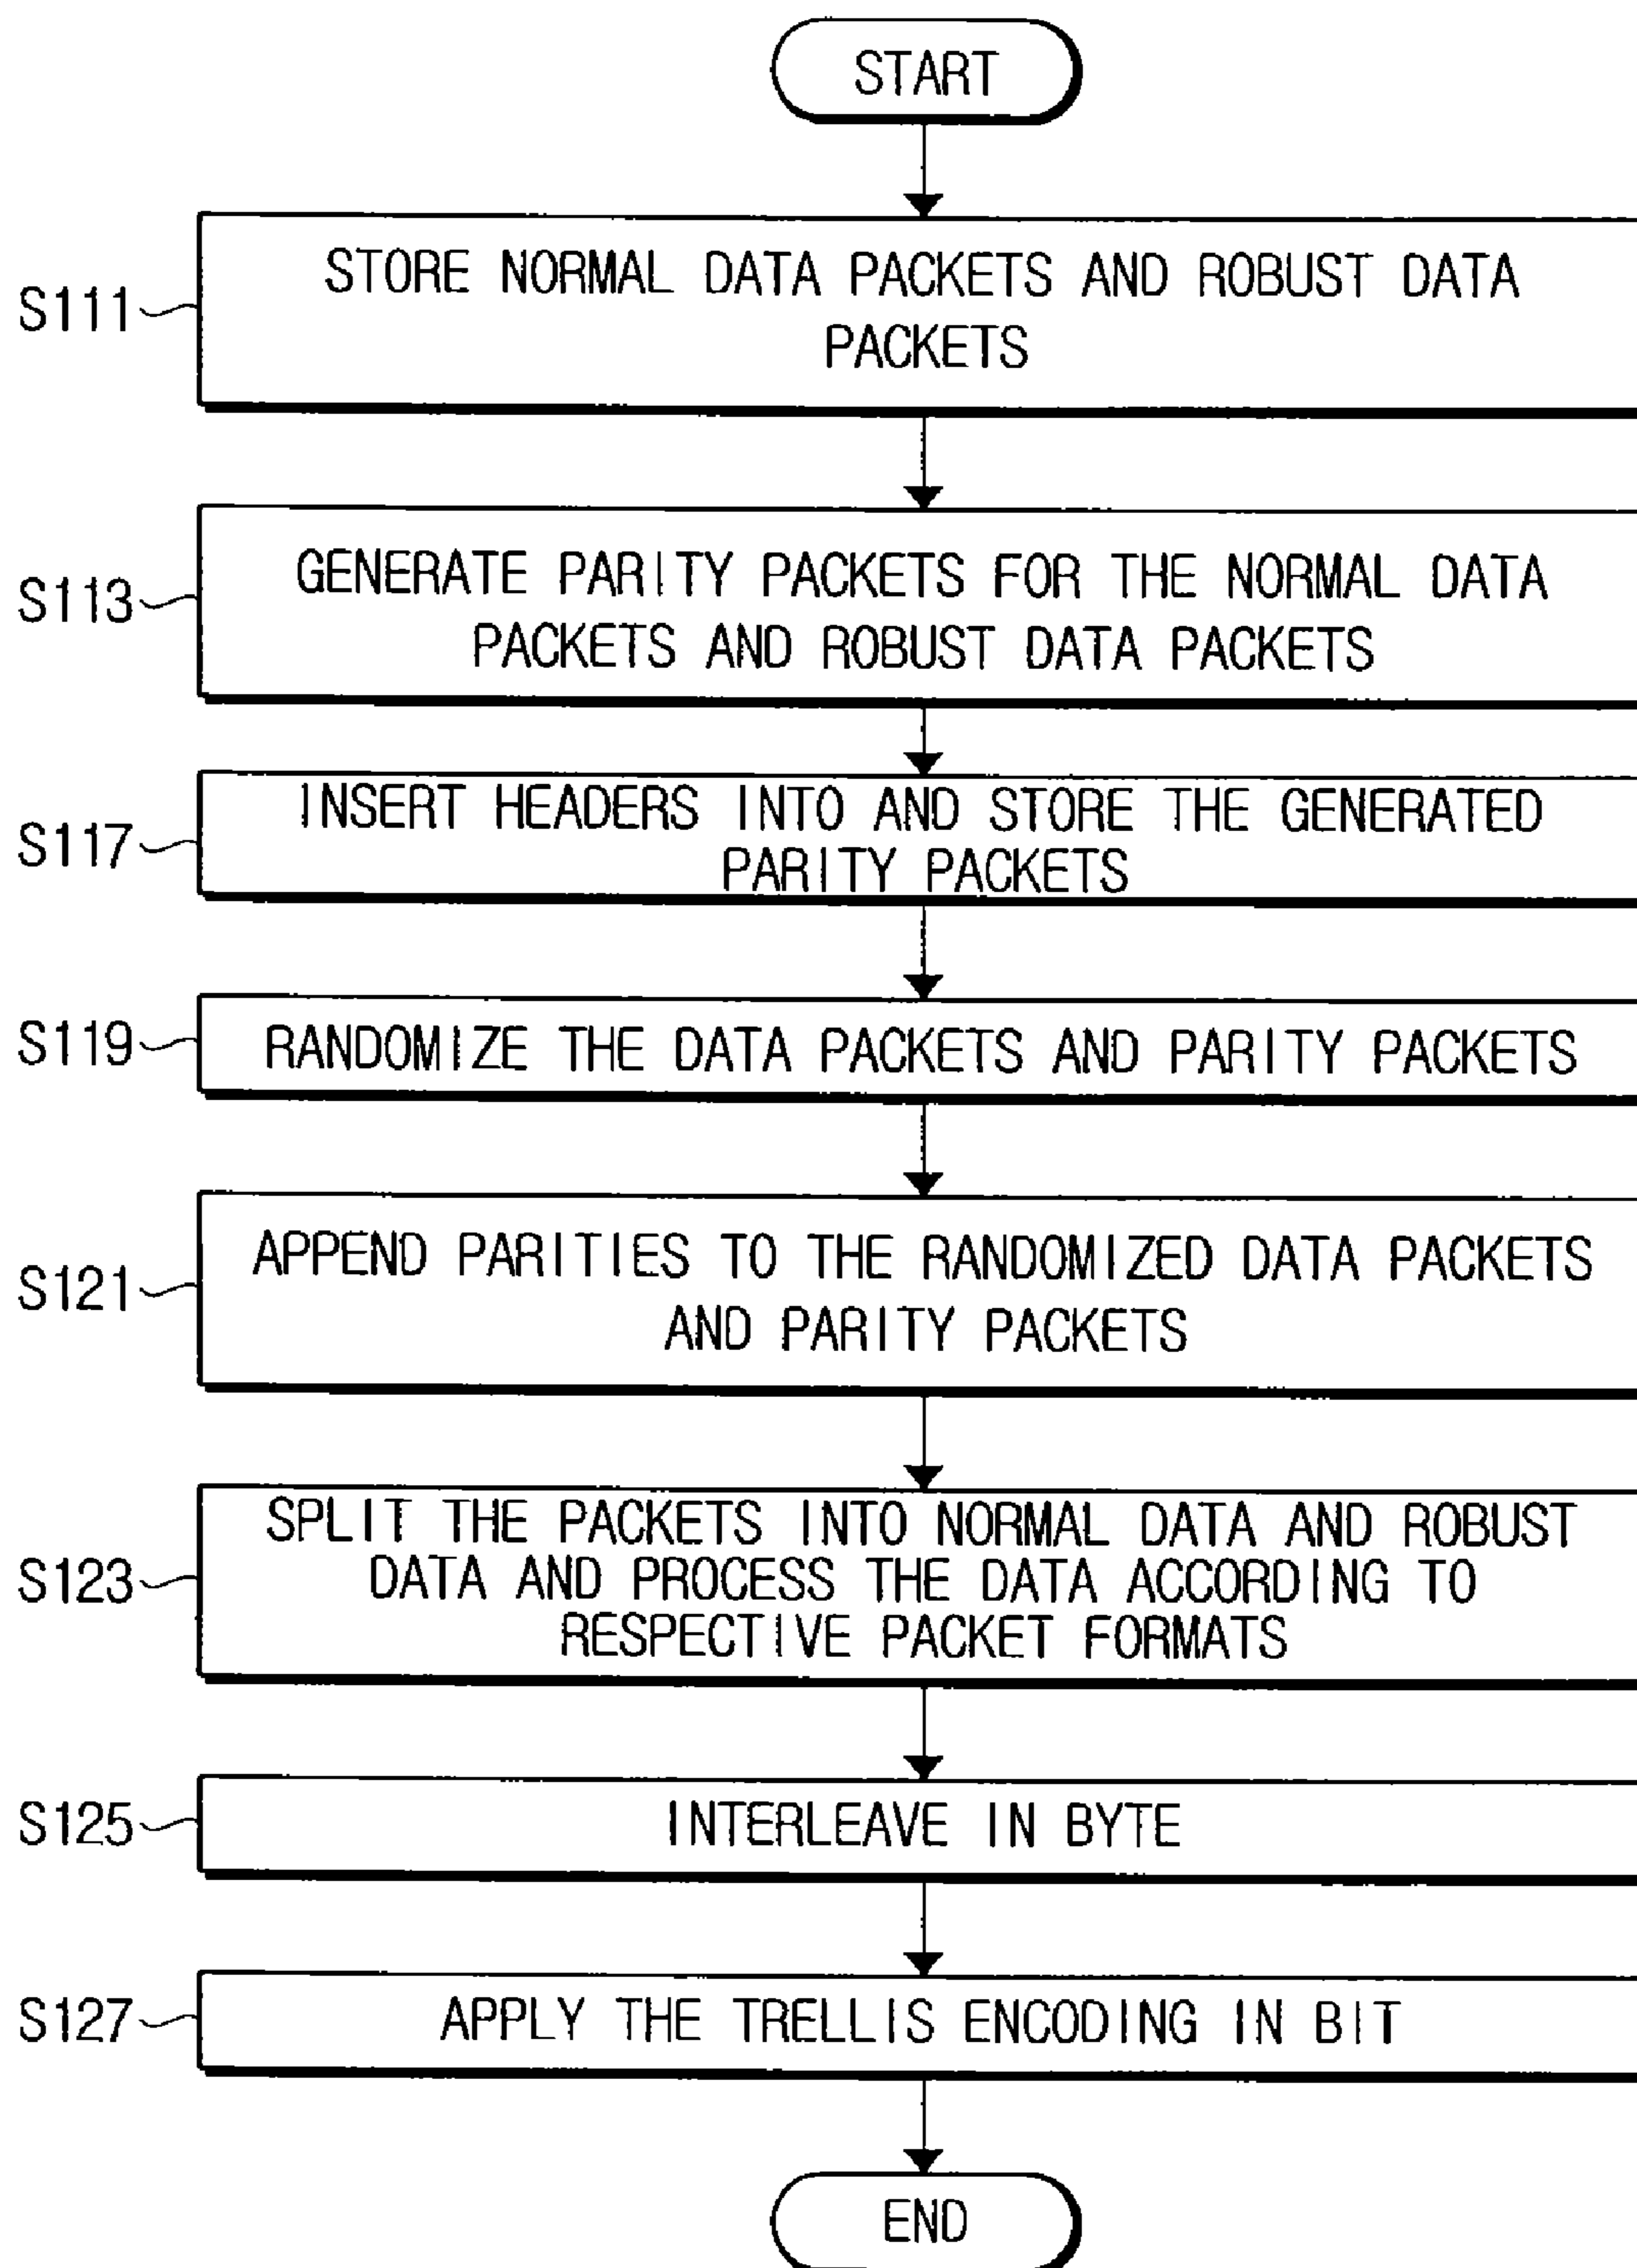 START
S111
STORE NORMAL DATA PACKETS AND ROBUST DATA
PACKETS
S113
GENERATE PARITY PACKETS FOR THE NORMAL DATA
PACKETS AND ROBUST DATA PACKETS
S117
INSERT HEADERS INTO AND STORE THE GENERATED
PARITY PACKETS
S119
RANDOMIZE THE DATA PACKETS AND PARITY PACKETS
S121
APPEND PARITIES TO THE RANDOMIZED DATA PACKETS
AND PARITY PACKETS
S123
SPLIT THE PACKETS INTO NORMAL DATA AND ROBUST
DATA AND PROCESS THE DATA ACCORDING TO
RESPECTIVE PACKET FORMATS
S125
INTERLEAVE IN BYTE
S127
APPLY THE TRELLIS ENCODING IN BIT
END